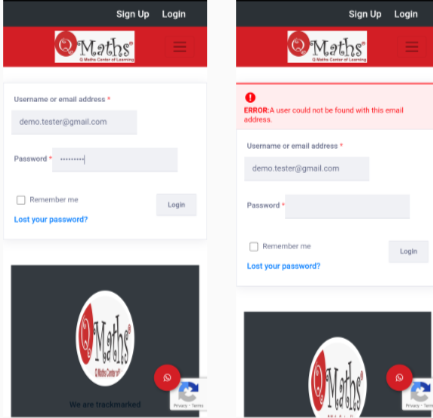 Sign Up Login
Q Maths
Q Maths Center of Learning
Username or email address *
demo.tester@gmail.com
Password *
Remember me
Login
Lost your password?
Q Maths
Q Maths Center of
We are trackmarked
Privacy - Terms
Sign Up Login
Q Maths
Q Maths Center of Learning
ERROR:A user could not be found with this email
address.
Username or email address *
demo.tester@gmail.com
Password *
Remember me
Login
Lost your password?
Q Maths
Privacy - Terms